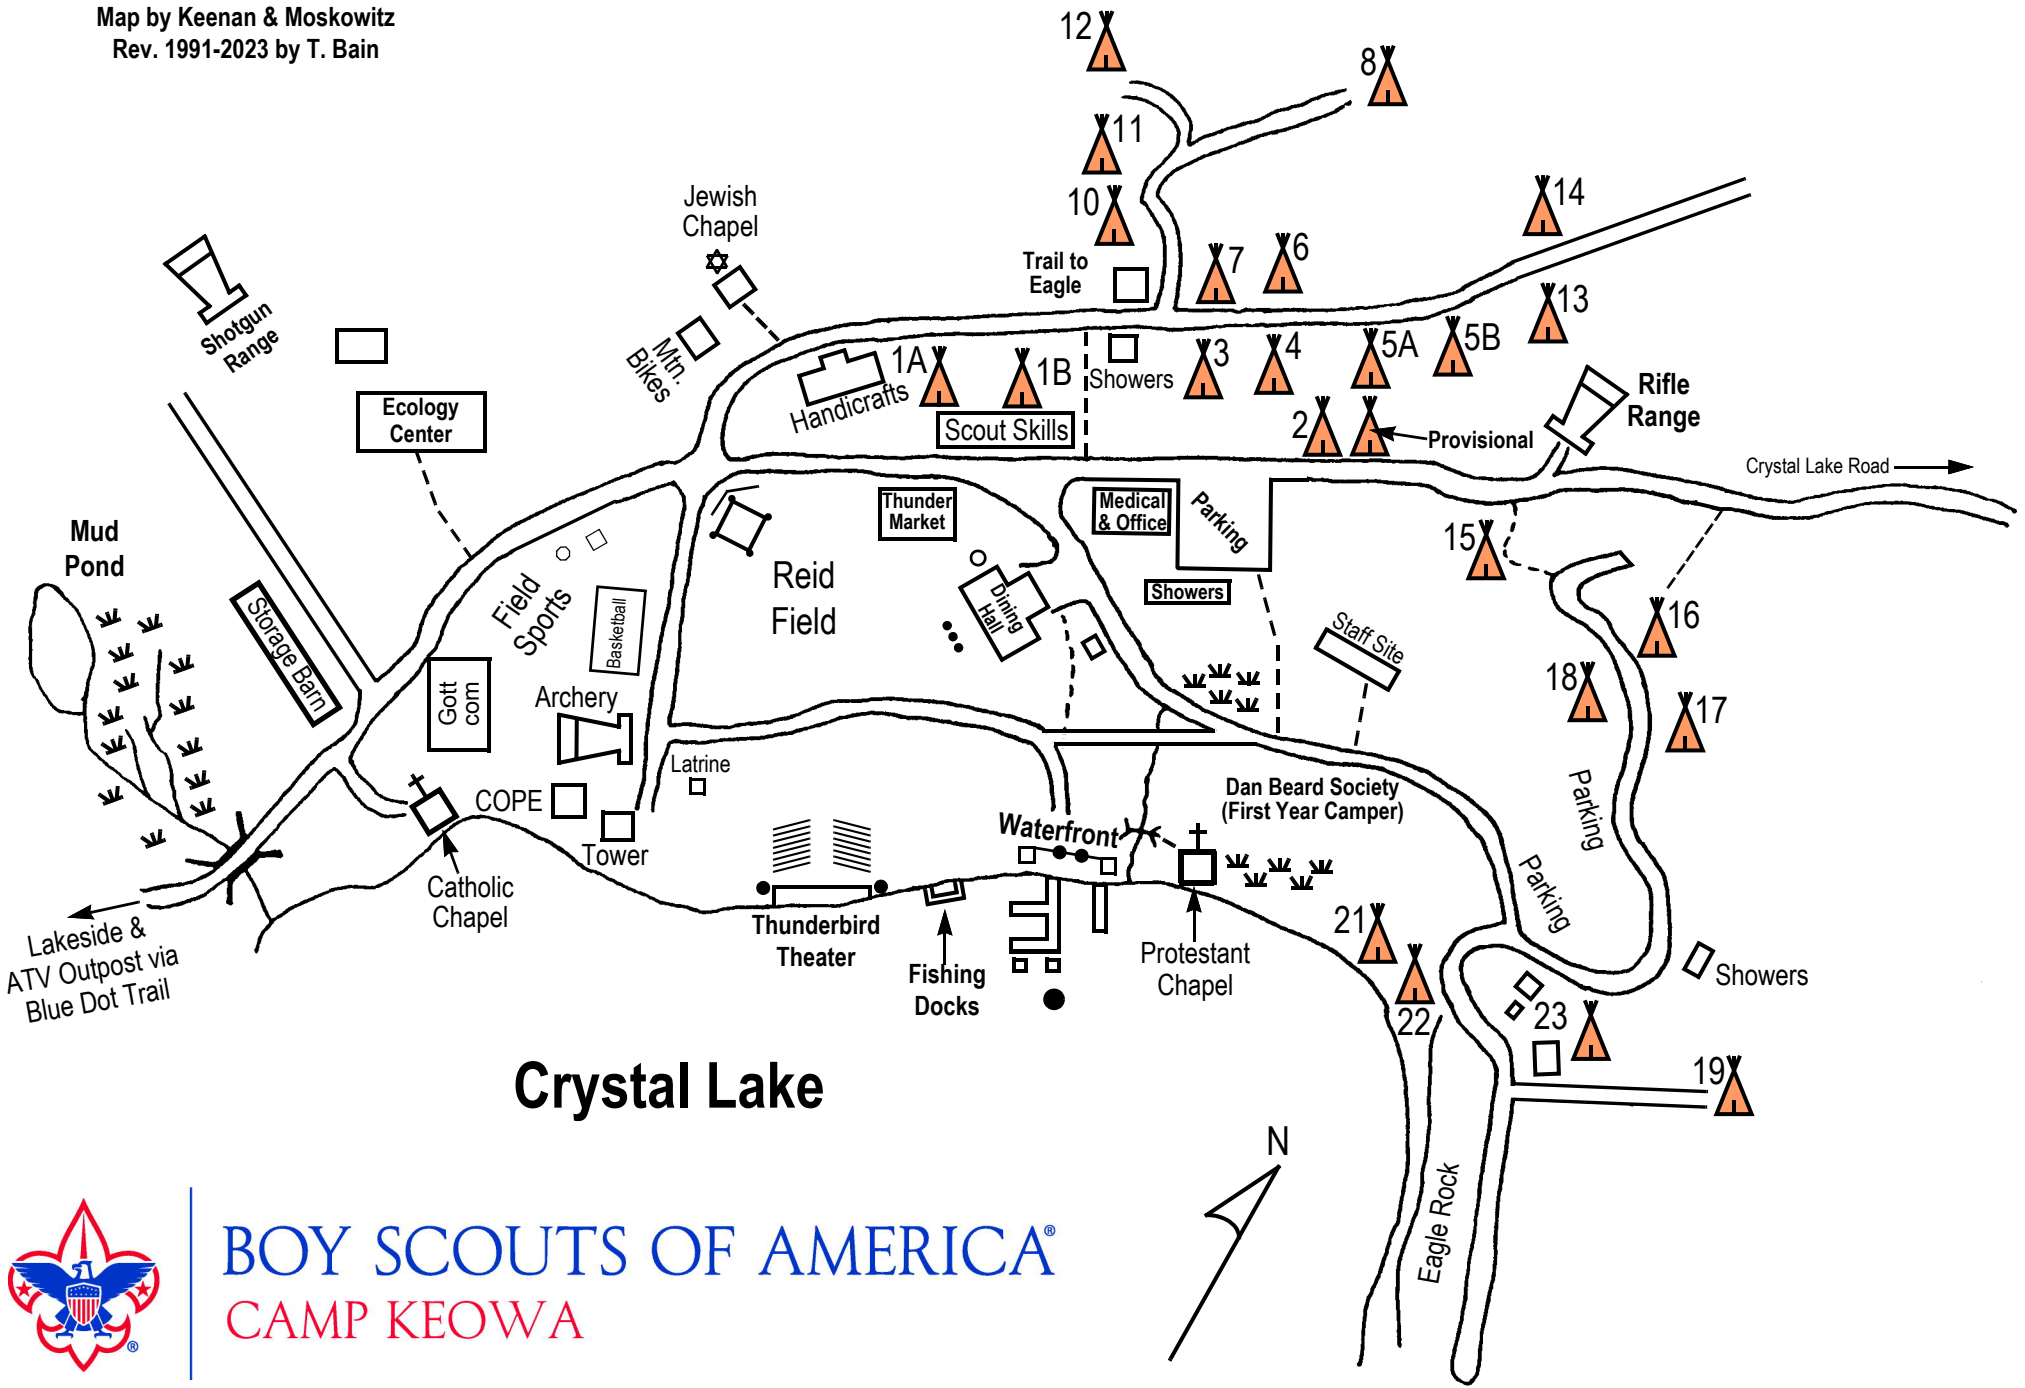 Map by Keenan & Moskowitz
Rev. 1991-2023 by T. Bain
12
8
11
10
14
Jewish
Chapel
Trail to
Eagle
7
6
13
Shotgun
Range
Mtn.
Bikes
Handicrafts
1A
1B
Showers
3
4
5A
5B
Scout Skills
2
Provisional
Rifle
Range
Crystal Lake Road
Ecology
Center
Mud
Pond
Storage Barn
Field
Sports
Basketball
Gott
com
Archery
Reid
Field
Thunder
Market
Medical
& Office
Parking
Dining
Hall
Showers
Staff Site
15
16
18
17
Parking
Latrine
COPE
Tower
Dan Beard Society
(First Year Camper)
Waterfront
Parking
Catholic
Chapel
Thunderbird
Theater
Fishing
Docks
Protestant
Chapel
21
22
23
Showers
19
Lakeside &
ATV Outpost via
Blue Dot Trail
Crystal Lake
N
Eagle Rock
BOY SCOUTS OF AMERICA®
CAMP KEOWA
®